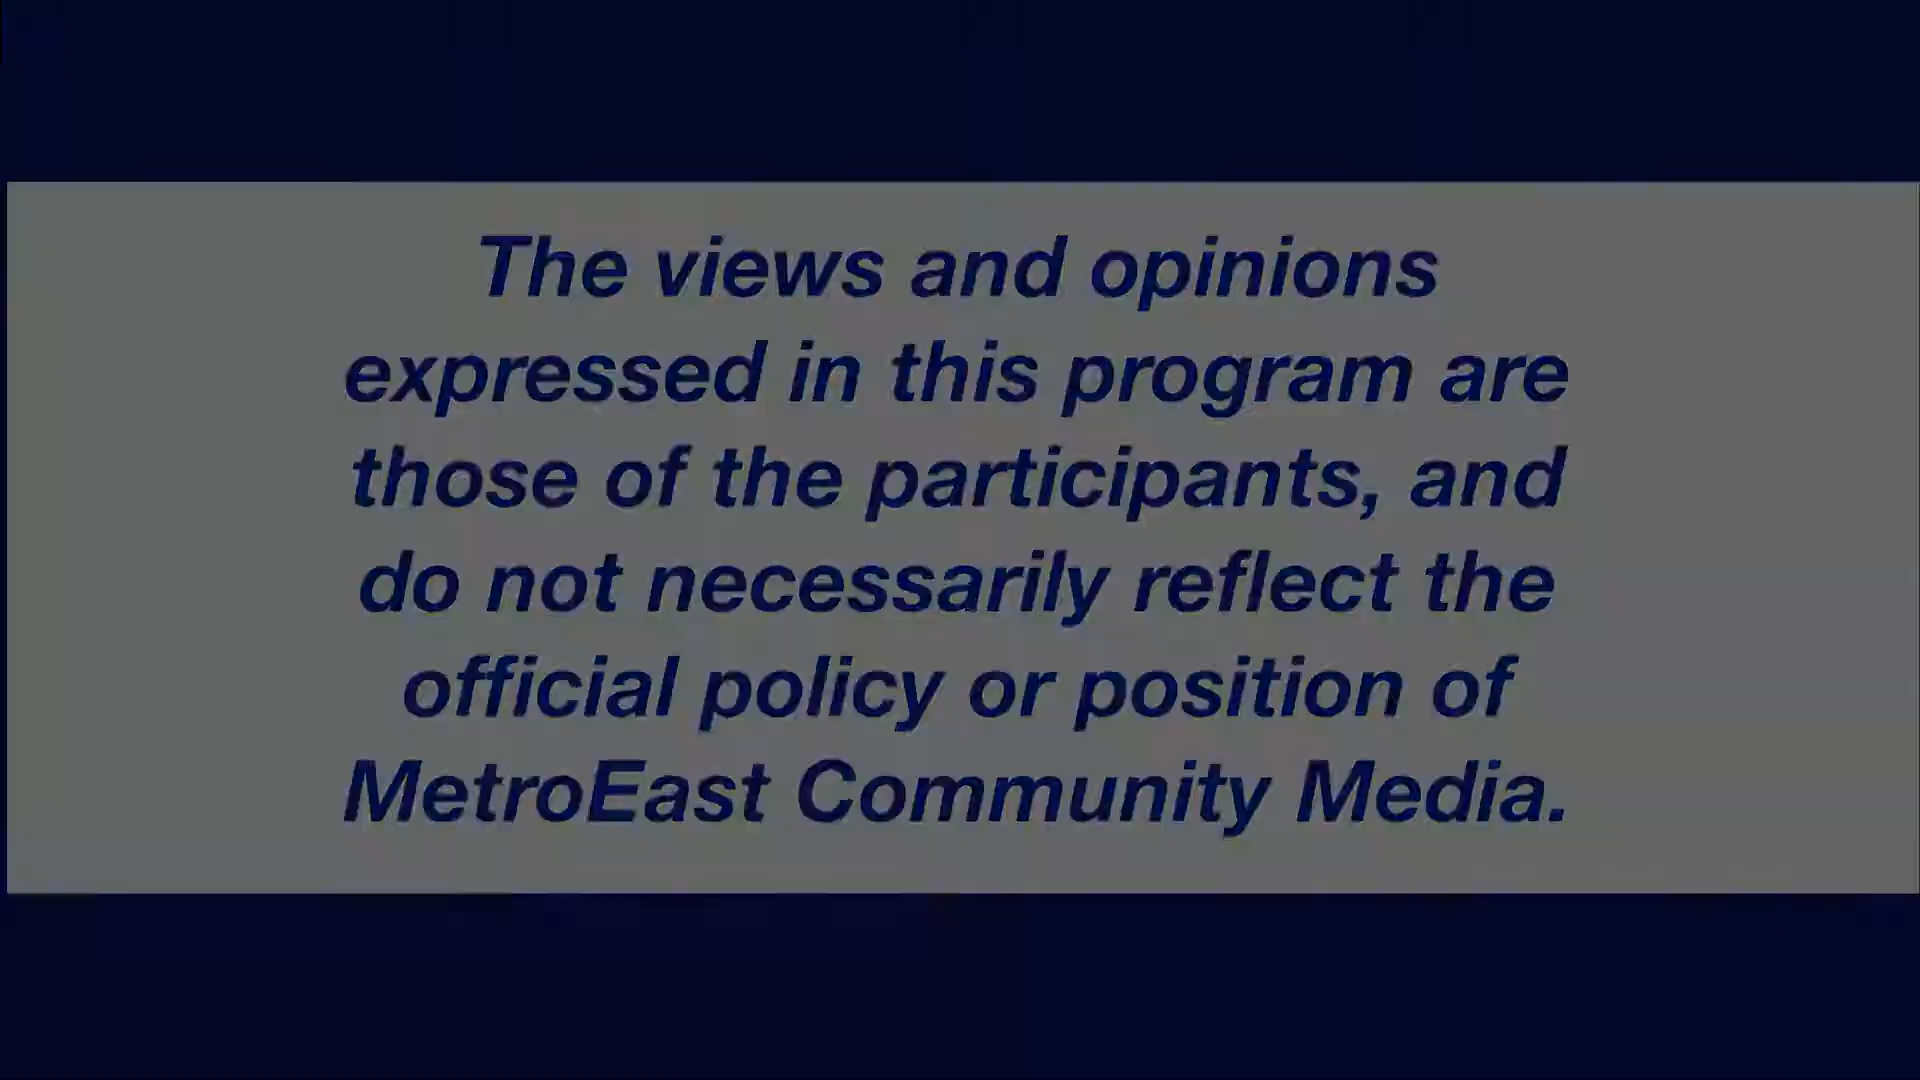 The views and opinions
expressed in this program are
those of the participants, and
do not necessarily reflect the
official policy or position of
MetroEast Community Media.